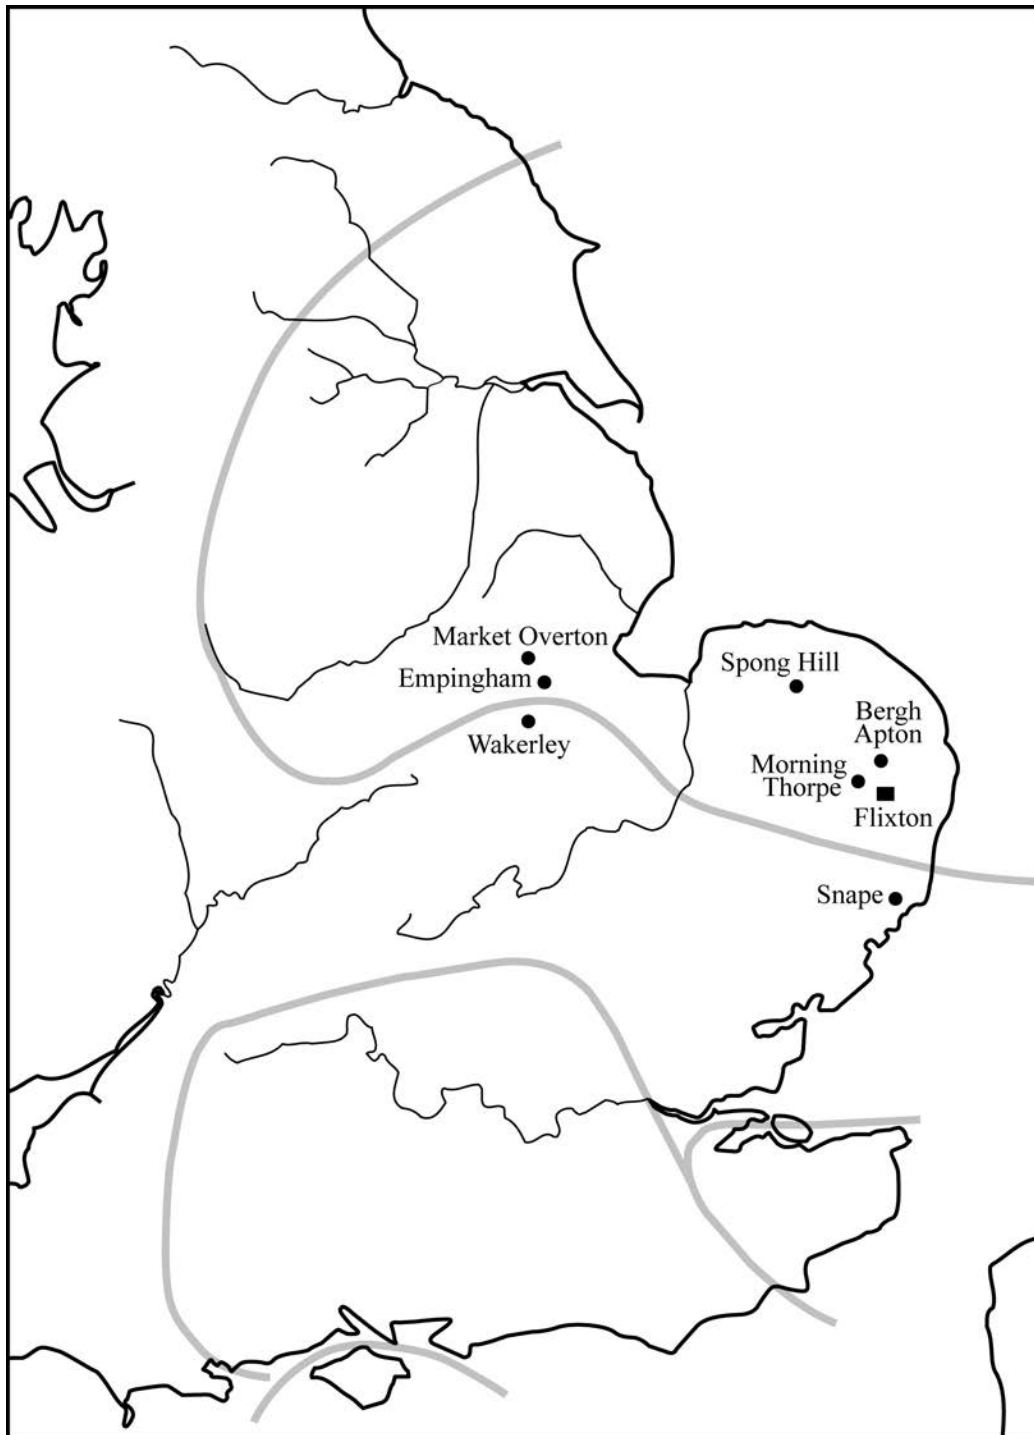 Market Overton
Empingham
Wakerley
Spong Hill
Bergh
Apton
Morning
Thorpe
Flixton
Snape